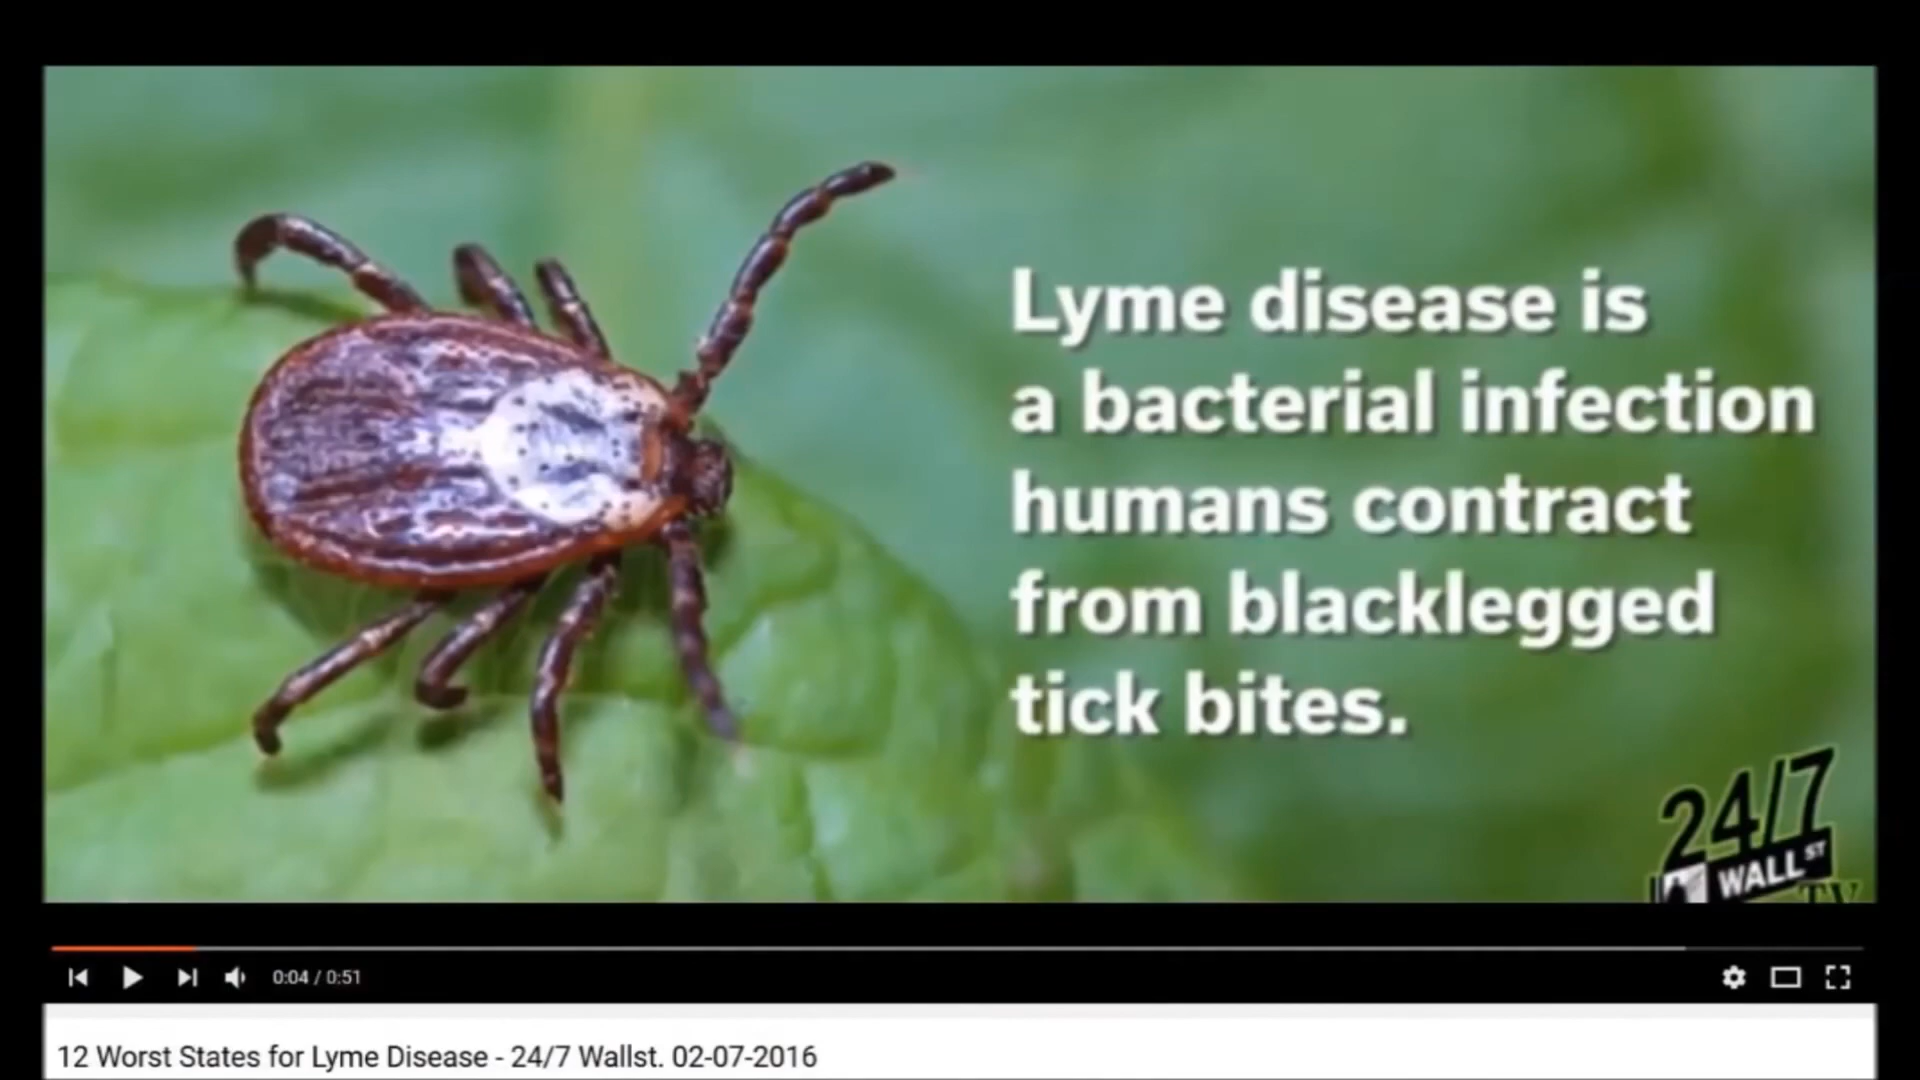 Lyme disease is
a bacterial infection
humans contract
from blacklegged
tick bites.
24/7
WALL ST
TV
0:04 / 0:51
12 Worst States for Lyme Disease - 24/7 Wallst. 02-07-2016